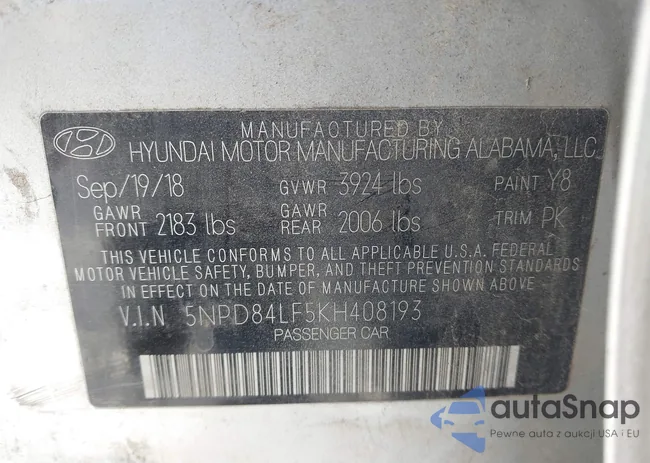 MANUFACTURED BY
HYUNDAI MOTOR MANUFACTURING ALABAMA, LLC.
Sep/19/18 GVWR 3924 lbs PAINT Y8
GAWR FRONT 2183 lbs GAWR REAR 2006 lbs TRIM PK
THIS VEHICLE CONFORMS TO ALL APPLICABLE U.S.A. FEDERAL
MOTOR VEHICLE SAFETY, BUMPER, AND THEFT PREVENTION STANDARDS
IN EFFECT ON THE DATE OF MANUFACTURE SHOWN ABOVE.
V.I.N 5NPD84LF5KH408193
PASSENGER CAR
autaSnap
Pewne auta z aukcji USA i EU